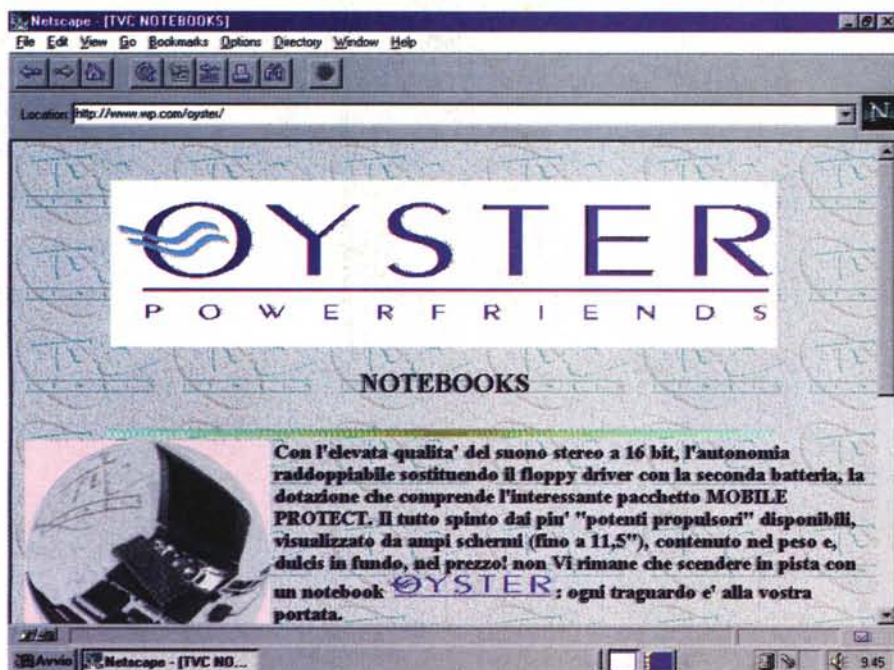 Netscape - [TVC NOTEBOOKS]
File Edit View Go Bookmarks Options Directory Window Help
Location: http://www.wp.com/oyster/
N
OYSTER
POWERFRIENDS
NOTEBOOKS
Con l'elevata qualita' del suono stereo a 16 bit, l'autonomia
raddoppiabile sostituendo il floppy driver con la seconda batteria, la
dotazione che comprende l'interessante pacchetto MOBILE
PROTECT. Il tutto spinto dai piu' "potenti propulsori" disponibili,
visualizzato da ampi schermi (fino a 11,5"), contenuto nel peso e,
dulcis in fundo, nel prezzo! non Vi rimane che scendere in pista con
un notebook OYSTER : ogni traguardo e' alla vostra
portata.
Avvio Netscape - [TVC NO... 9.45